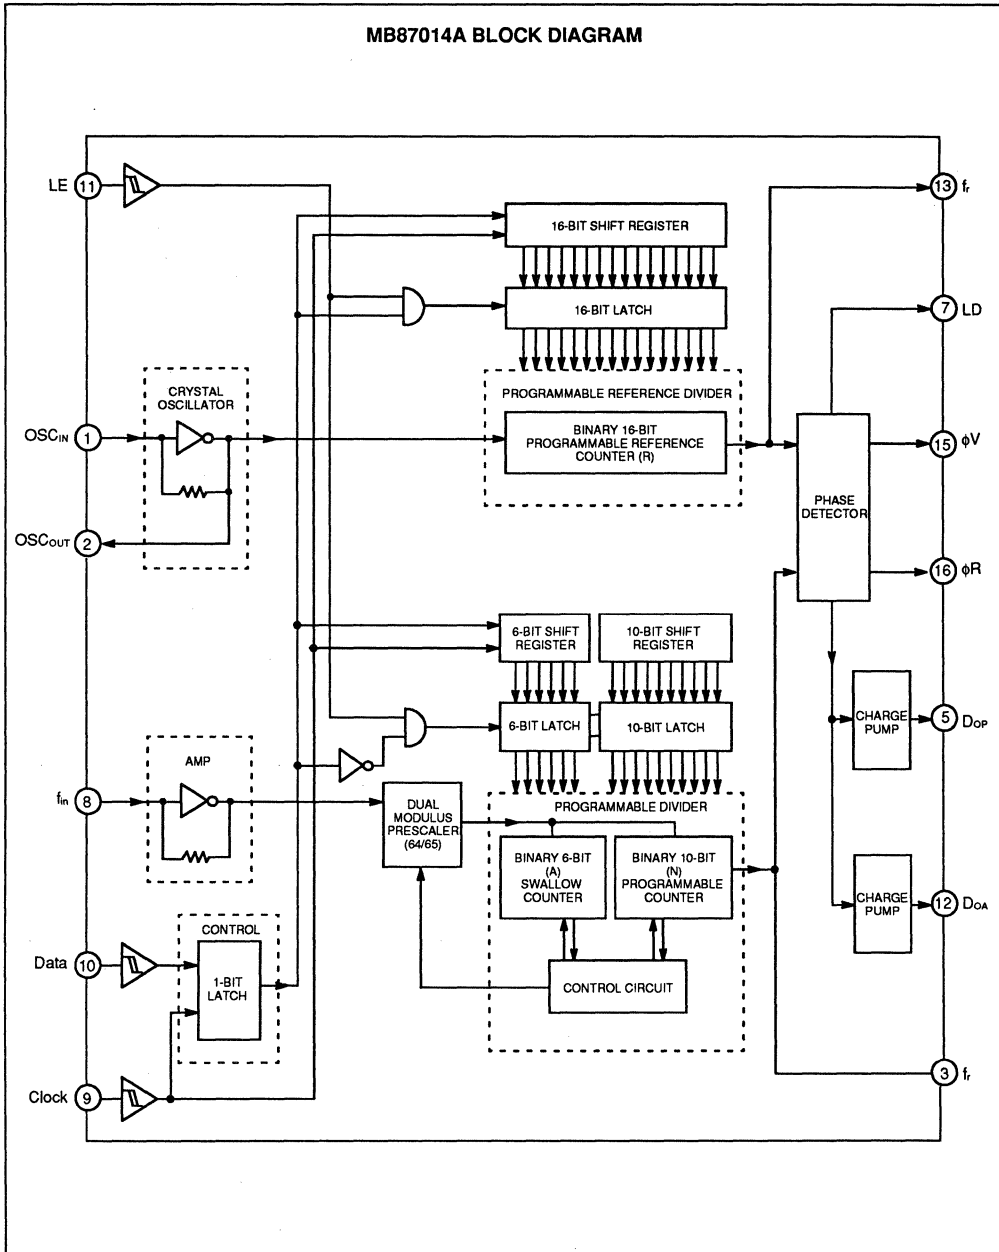 MB87014A BLOCK DIAGRAM
LE 11
13 fr
16-BIT SHIFT REGISTER
16-BIT LATCH
7 LD
CRYSTAL
OSCILLATOR
PROGRAMMABLE REFERENCE DIVIDER
OSCIN 1
BINARY 16-BIT
PROGRAMMABLE REFERENCE
COUNTER (R)
15 ϕV
PHASE
DETECTOR
OSCOUT 2
16 ϕR
6-BIT SHIFT
REGISTER
10-BIT SHIFT
REGISTER
6-BIT LATCH
10-BIT LATCH
CHARGE
PUMP
5 DOP
AMP
fin 8
DUAL
MODULUS
PRESCALER
(64/65)
PROGRAMMABLE DIVIDER
BINARY 6-BIT
(A)
SWALLOW
COUNTER
BINARY 10-BIT
(N)
PROGRAMMABLE
COUNTER
CHARGE
PUMP
12 DOA
CONTROL
Data 10
1-BIT
LATCH
CONTROL CIRCUIT
Clock 9
3 fr